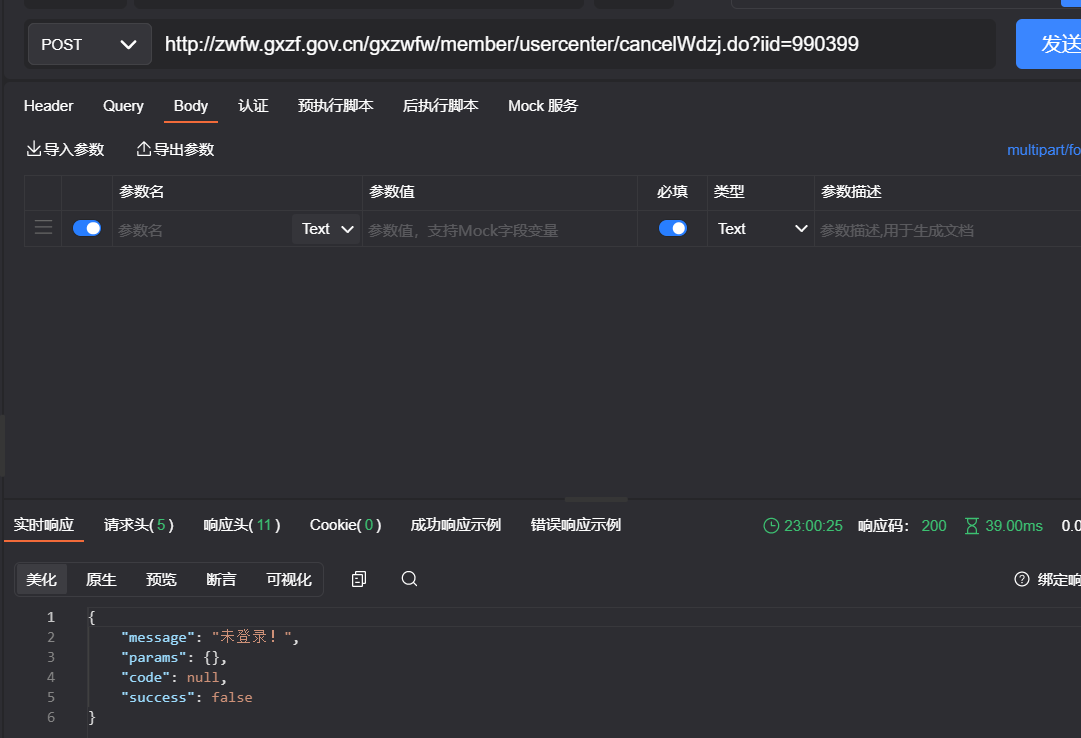 POST http://zwfw.gxzf.gov.cn/gxzwfw/member/usercenter/cancelWdzj.do?iid=990399 发送
Header Query Body 认证 预执行脚本 后执行脚本 Mock 服务
导入参数 导出参数 multipart/fo
参数名 参数值 必填 类型 参数描述
参数名 Text 参数值，支持Mock字段变量 Text 参数描述,用于生成文档
实时响应 请求头(5) 响应头(11) Cookie(0) 成功响应示例 错误响应示例 23:00:25 响应码： 200 39.00ms 0.0
美化 原生 预览 断言 可视化 绑定响
1 {
2 "message": "未登录！",
3 "params": {},
4 "code": null,
5 "success": false
6 }